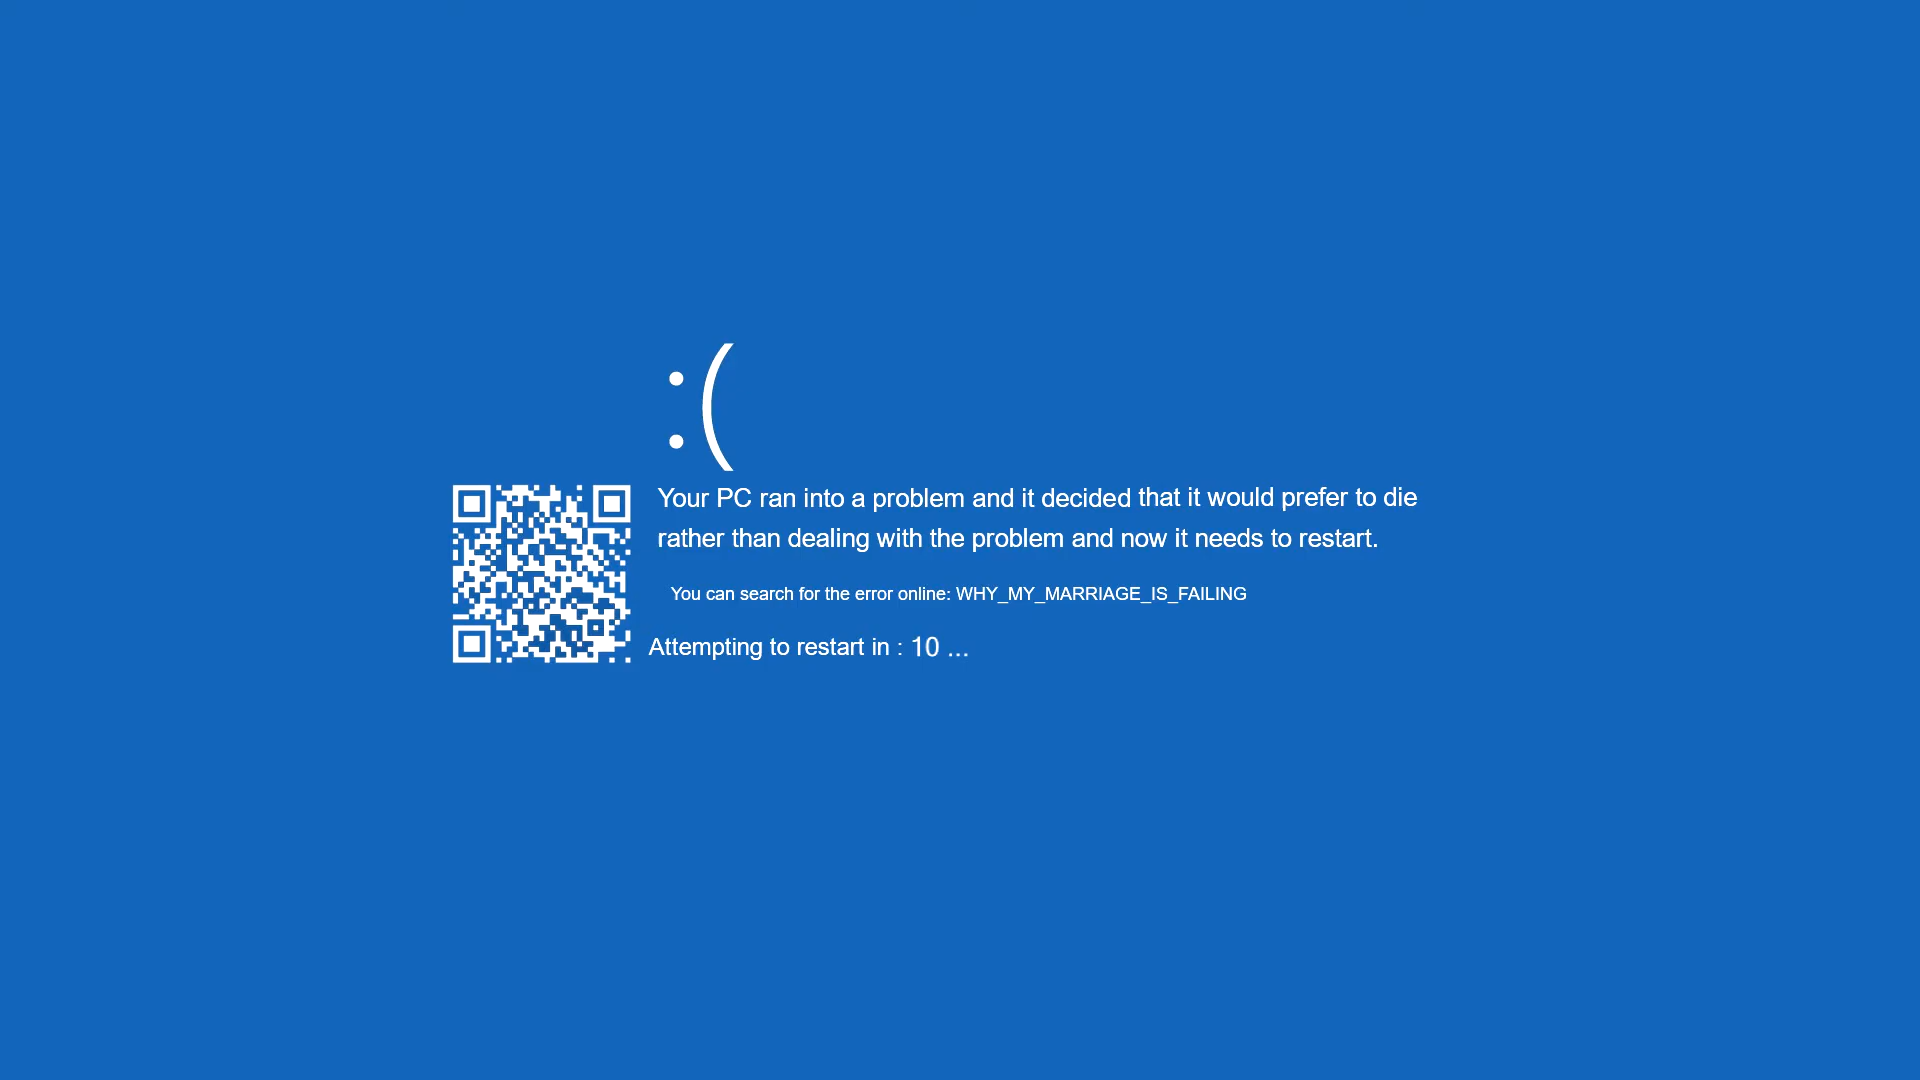 :(
Your PC ran into a problem and it decided that it would prefer to die
rather than dealing with the problem and now it needs to restart.
You can search for the error online: WHY_MY_MARRIAGE_IS_FAILING
Attempting to restart in : 10 ...